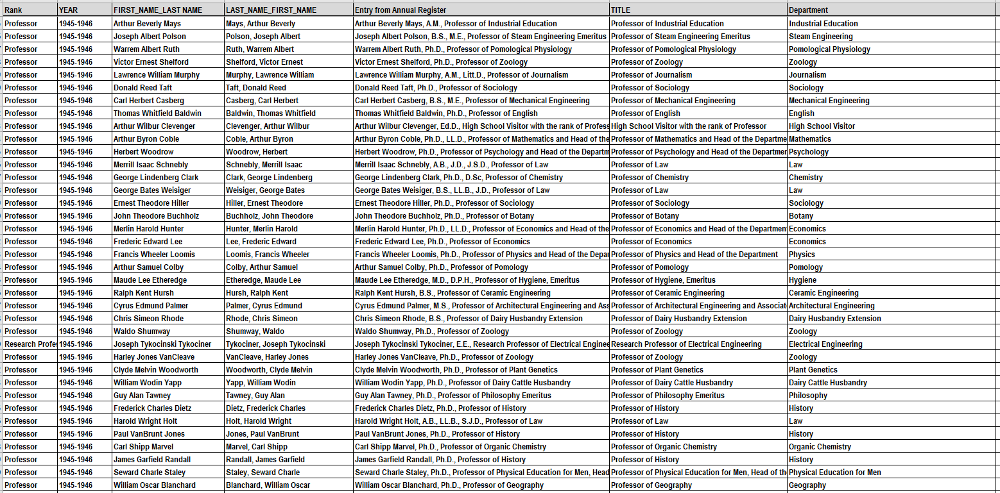 Rank YEAR FIRST_NAME_LAST NAME LAST_NAME_FIRST_NAME Entry from Annual Register TITLE Department
Professor 1945-1946 Arthur Beverly Mays Mays, Arthur Beverly Arthur Beverly Mays, A.M., Professor of Industrial Education Professor of Industrial Education Industrial Education
Professor 1945-1946 Joseph Albert Polson Polson, Joseph Albert Joseph Albert Polson, B.S., M.E., Professor of Steam Engineering Emeritus Professor of Steam Engineering Emeritus Steam Engineering
Professor 1945-1946 Warrem Albert Ruth Ruth, Warrem Albert Warrem Albert Ruth, Ph.D., Professor of Pomological Physiology Professor of Pomological Physiology Pomological Physiology
Professor 1945-1946 Victor Ernest Shelford Shelford, Victor Ernest Victor Ernest Shelford, Ph.D., Professor of Zoology Professor of Zoology Zoology
Professor 1945-1946 Lawrence William Murphy Murphy, Lawrence William Lawrence William Murphy, A.M., Litt.D., Professor of Journalism Professor of Journalism Journalism
Professor 1945-1946 Donald Reed Taft Taft, Donald Reed Donald Reed Taft, Ph.D., Professor of Sociology Professor of Sociology Sociology
Professor 1945-1946 Carl Herbert Casberg Casberg, Carl Herbert Carl Herbert Casberg, B.S., M.E., Professor of Mechanical Engineering Professor of Mechanical Engineering Mechanical Engineering
Professor 1945-1946 Thomas Whitfield Baldwin Baldwin, Thomas Whitfield Thomas Whitfield Baldwin, Ph.D., Professor of English Professor of English English
Professor 1945-1946 Arthur Wilbur Clevenger Clevenger, Arthur Wilbur Arthur Wilbur Clevenger, Ed.D., High School Visitor with the rank of Profess High School Visitor with the rank of Professor High School Visitor
Professor 1945-1946 Arthur Byron Coble Coble, Arthur Byron Arthur Byron Coble, Ph.D., LL.D., Professor of Mathematics and Head of the Professor of Mathematics and Head of the Departme Mathematics
Professor 1945-1946 Herbert Woodrow Woodrow, Herbert Herbert Woodrow, Ph.D., Professor of Psychology and Head of the Departm Professor of Psychology and Head of the Departmen Psychology
Professor 1945-1946 Merrill Isaac Schnebly Schnebly, Merrill Isaac Merrill Isaac Schnebly, A.B., J.D., J.S.D., Professor of Law Professor of Law Law
Professor 1945-1946 George Lindenberg Clark Clark, George Lindenberg George Lindenberg Clark, Ph.D., D.Sc, Professor of Chemistry Professor of Chemistry Chemistry
Professor 1945-1946 George Bates Weisiger Weisiger, George Bates George Bates Weisiger, B.S., LL.B., J.D., Professor of Law Professor of Law Law
Professor 1945-1946 Ernest Theodore Hiller Hiller, Ernest Theodore Ernest Theodore Hiller, Ph.D., Professor of Sociology Professor of Sociology Sociology
Professor 1945-1946 John Theodore Buchholz Buchholz, John Theodore John Theodore Buchholz, Ph.D., Professor of Botany Professor of Botany Botany
Professor 1945-1946 Merlin Harold Hunter Hunter, Merlin Harold Merlin Harold Hunter, Ph.D., LL.D., Professor of Economics and Head of the Professor of Economics and Head of the Department Economics
Professor 1945-1946 Frederic Edward Lee Lee, Frederic Edward Frederic Edward Lee, Ph.D., Professor of Economics Professor of Economics Economics
Professor 1945-1946 Francis Wheeler Loomis Loomis, Francis Wheeler Francis Wheeler Loomis, Ph.D., Professor of Physics and Head of the Depar Professor of Physics and Head of the Department Physics
Professor 1945-1946 Arthur Samuel Colby Colby, Arthur Samuel Arthur Samuel Colby, Ph.D., Professor of Pomology Professor of Pomology Pomology
Professor 1945-1946 Maude Lee Etheredge Etheredge, Maude Lee Maude Lee Etheredge, M.D., D.P.H., Professor of Hygiene, Emeritus Professor of Hygiene, Emeritus Hygiene
Professor 1945-1946 Ralph Kent Hursh Hursh, Ralph Kent Ralph Kent Hursh, B.S., Professor of Ceramic Engineering Professor of Ceramic Engineering Ceramic Engineering
Professor 1945-1946 Cyrus Edmund Palmer Palmer, Cyrus Edmund Cyrus Edmund Palmer, M.S., Professor of Architectural Engineering and Ass Professor of Architectural Engineering and Associat Architectural Engineering
Professor 1945-1946 Chris Simeon Rhode Rhode, Chris Simeon Chris Simeon Rhode, B.S., Professor of Dairy Husbandry Extension Professor of Dairy Husbandry Extension Dairy Husbandry Extension
Professor 1945-1946 Waldo Shumway Shumway, Waldo Waldo Shumway, Ph.D., Professor of Zoology Professor of Zoology Zoology
Research Profes 1945-1946 Joseph Tykocinski Tykociner Tykociner, Joseph Tykocinski Joseph Tykocinski Tykociner, E.E., Research Professor of Electrical Enginee Research Professor of Electrical Engineering Electrical Engineering
Professor 1945-1946 Harley Jones VanCleave VanCleave, Harley Jones Harley Jones VanCleave, Ph.D., Professor of Zoology Professor of Zoology Zoology
Professor 1945-1946 Clyde Melvin Woodworth Woodworth, Clyde Melvin Clyde Melvin Woodworth, Ph.D., Professor of Plant Genetics Professor of Plant Genetics Plant Genetics
Professor 1945-1946 William Wodin Yapp Yapp, William Wodin William Wodin Yapp, Ph.D., Professor of Dairy Cattle Husbandry Professor of Dairy Cattle Husbandry Dairy Cattle Husbandry
Professor 1945-1946 Guy Alan Tawney Tawney, Guy Alan Guy Alan Tawney, Ph.D., Professor of Philosophy Emeritus Professor of Philosophy Emeritus Philosophy
Professor 1945-1946 Frederick Charles Dietz Dietz, Frederick Charles Frederick Charles Dietz, Ph.D., Professor of History Professor of History History
Professor 1945-1946 Harold Wright Holt Holt, Harold Wright Harold Wright Holt, A.B., LL.B., S.J.D., Professor of Law Professor of Law Law
Professor 1945-1946 Paul VanBrunt Jones Jones, Paul VanBrunt Paul VanBrunt Jones, Ph.D., Professor of History Professor of History History
Professor 1945-1946 Carl Shipp Marvel Marvel, Carl Shipp Carl Shipp Marvel, Ph.D., Professor of Organic Chemistry Professor of Organic Chemistry Organic Chemistry
Professor 1945-1946 James Garfield Randall Randall, James Garfield James Garfield Randall, Ph.D., Professor of History Professor of History History
Professor 1945-1946 Seward Charle Staley Staley, Seward Charle Seward Charle Staley, Ph.D., Professor of Physical Education for Men, Head Professor of Physical Education for Men, Head of th Physical Education for Men
Professor 1945-1946 William Oscar Blanchard Blanchard, William Oscar William Oscar Blanchard, Ph.D., Professor of Geography Professor of Geography Geography